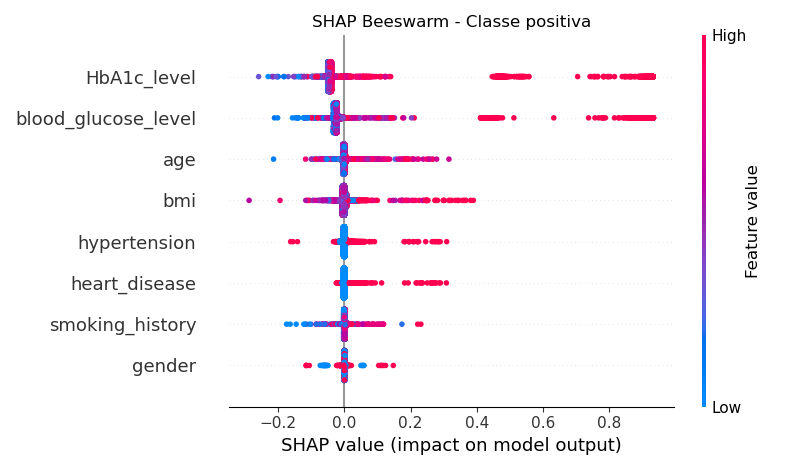 SHAP Beeswarm - Classe positiva
High
HbA1c_level
blood_glucose_level
age
bmi
hypertension
heart_disease
smoking_history
gender
Feature value
Low
−0.2 0.0 0.2 0.4 0.6 0.8
SHAP value (impact on model output)